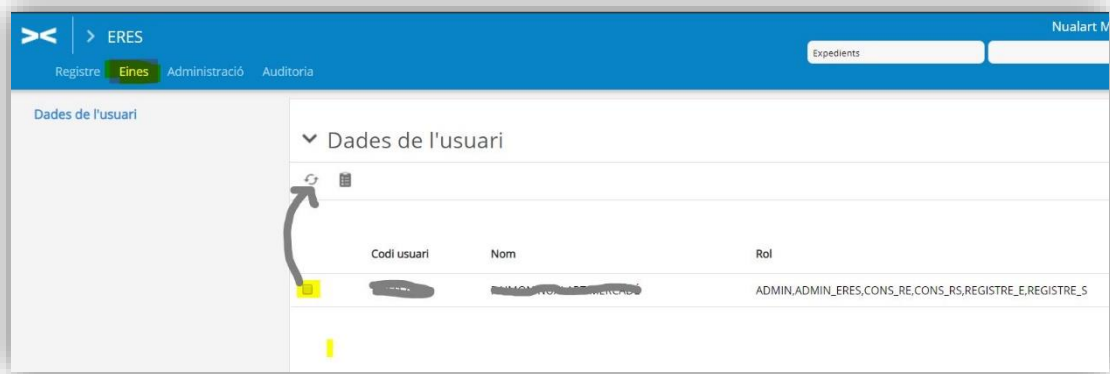 ERES
Nualart M
Expedients
Registre Eines Administració Auditoria
Dades de l'usuari
Dades de l'usuari
Codi usuari Nom Rol
ADMIN,ADMIN_ERES,CONS_RE,CONS_RS,REGISTRE_E,REGISTRE_S